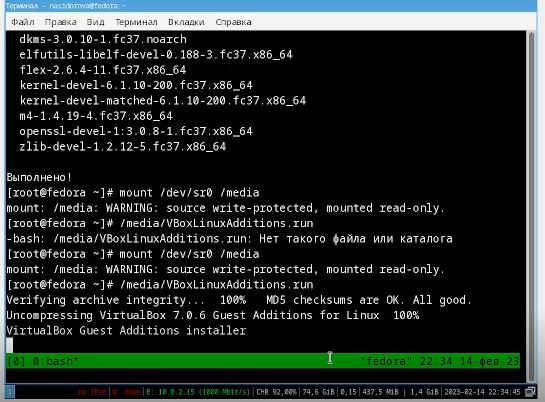 Терминал - nasidorova@fedora:~
Файл Правка Вид Терминал Вкладки Справка
dkms-3.0.10-1.fc37.noarch
elfutils-libelf-devel-0.188-3.fc37.x86_64
flex-2.6.4-11.fc37.x86_64
kernel-devel-6.1.10-200.fc37.x86_64
kernel-devel-matched-6.1.10-200.fc37.x86_64
m4-1.4.19-4.fc37.x86_64
openssl-devel-1:3.0.8-1.fc37.x86_64
zlib-devel-1.2.12-5.fc37.x86_64
Выполнено!
[root@fedora ~]# mount /dev/sr0 /media
mount: /media: WARNING: source write-protected, mounted read-only.
[root@fedora ~]# /media/VBoxLinuxAdditions.run
-bash: /media/VBoxLinuxAdditions.run: Нет такого файла или каталога
[root@fedora ~]# mount /dev/sr0 /media
mount: /media: WARNING: source write-protected, mounted read-only.
[root@fedora ~]# /media/VBoxLinuxAdditions.run
Verifying archive integrity... 100% MD5 checksums are OK. All good.
Uncompressing VirtualBox 7.0.6 Guest Additions for Linux 100%
VirtualBox Guest Additions installer
[0] 0:bash* "fedora" 22:34 14-фев-23
1 no IPv6 W: down E: 10.0.2.15 (1000 Mbit/s) CHR 92,00% 74,6 GiB 0,15 437,5 MiB | 1,4 GiB 2023-02-14 22:34:45